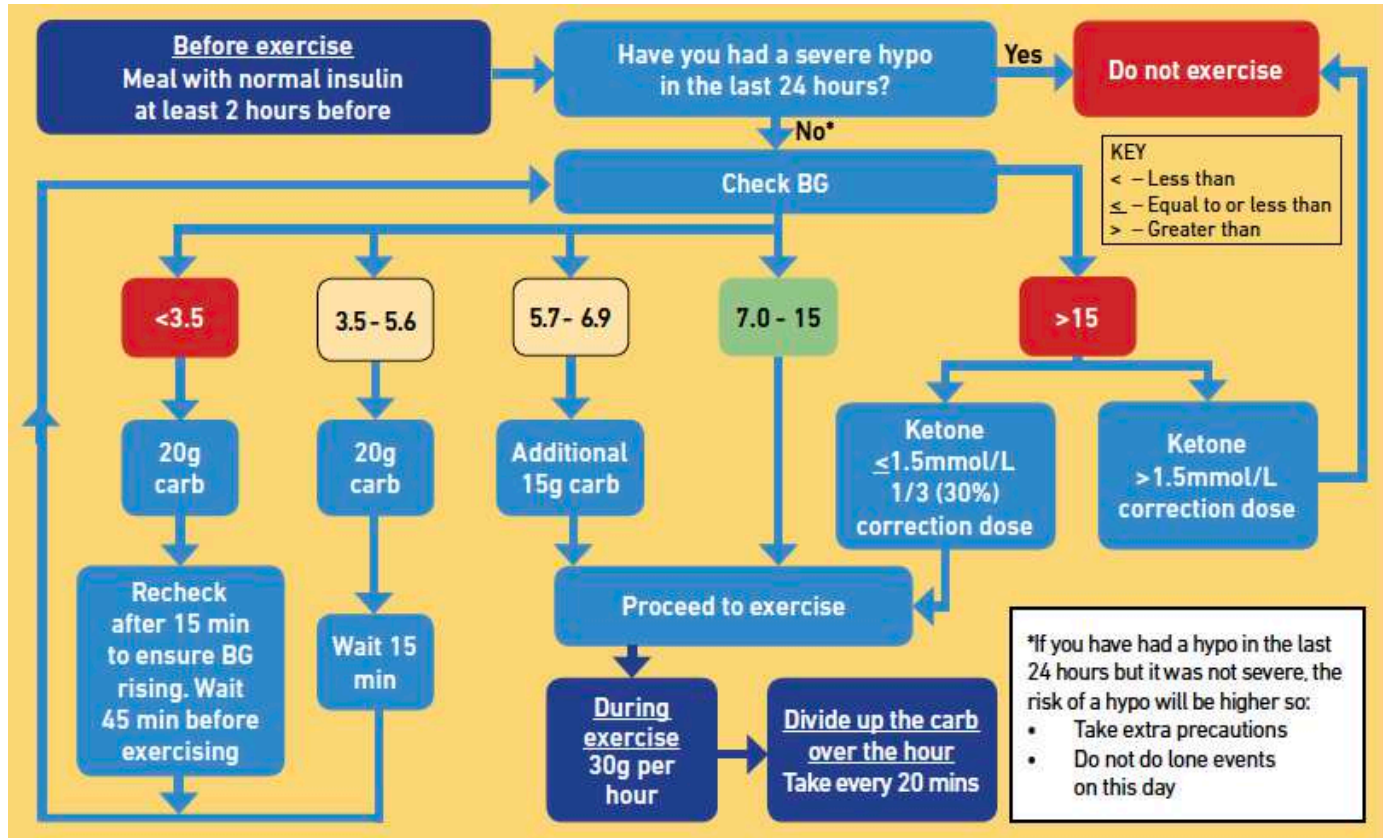 Before exercise
Meal with normal insulin
at least 2 hours before
Have you had a severe hypo
in the last 24 hours?
Yes
Do not exercise
No*
KEY
< – Less than
≤ – Equal to or less than
> – Greater than
Check BG
<3.5
3.5 - 5.6
5.7 - 6.9
7.0 - 15
>15
20g
carb
20g
carb
Additional
15g carb
Ketone
≤1.5mmol/L
1/3 (30%)
correction dose
Ketone
>1.5mmol/L
correction dose
Recheck
after 15 min
to ensure BG
rising. Wait
45 min before
exercising
Wait 15
min
Proceed to exercise
During
exercise
30g per
hour
Divide up the carb
over the hour
Take every 20 mins
*If you have had a hypo in the last
24 hours but it was not severe, the
risk of a hypo will be higher so:
• Take extra precautions
• Do not do lone events
on this day